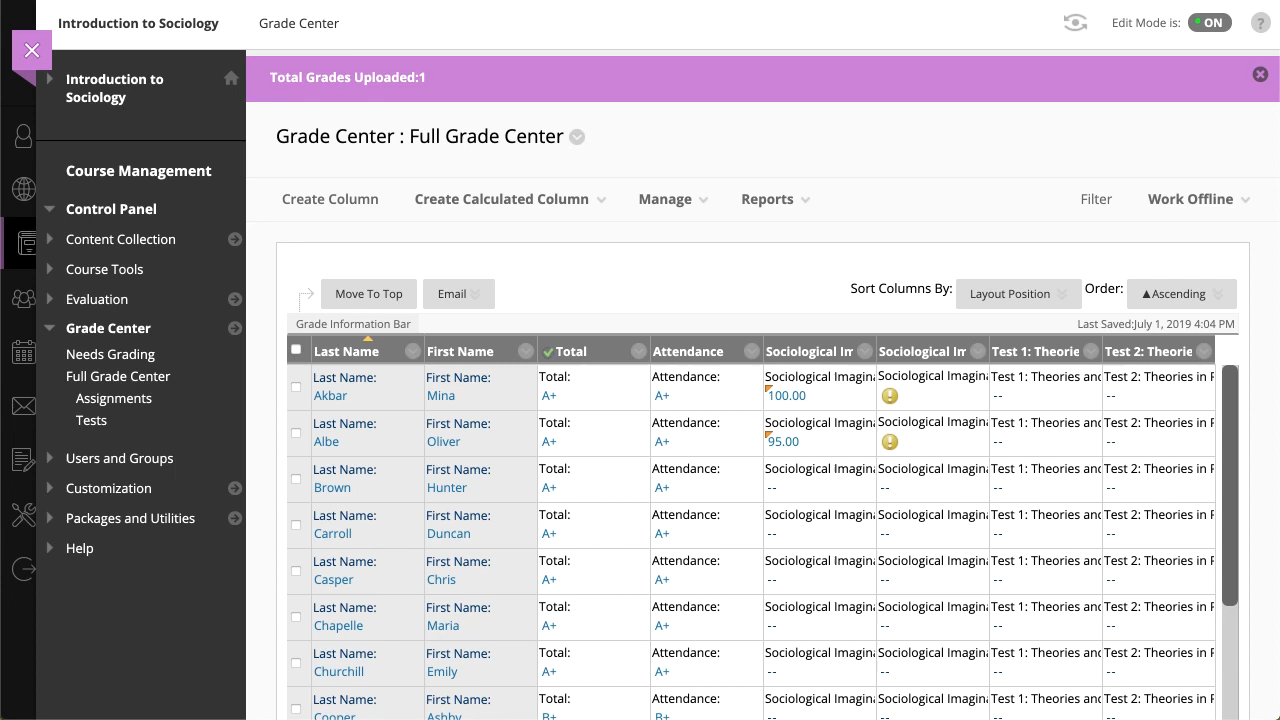 Introduction to Sociology
Grade Center
Edit Mode is:
ON
?
Introduction to
Sociology
Total Grades Uploaded:1
Grade Center : Full Grade Center
Course Management
Control Panel
Content Collection
Course Tools
Evaluation
Grade Center
Needs Grading
Full Grade Center
Assignments
Tests
Users and Groups
Customization
Packages and Utilities
Help
Create Column
Create Calculated Column
Manage
Reports
Filter
Work Offline
Move To Top
Email
Sort Columns By:
Layout Position
Order:
▲Ascending
Grade Information Bar
Last Saved:July 1, 2019 4:04 PM
Last Name First Name Total Attendance Sociological Im Sociological Im Test 1: Theorie Test 2: Theorie
Last Name: First Name: Total: Attendance: Sociological Imagina Sociological Imagina Test 1: Theories and Test 2: Theories in P
Akbar Mina A+ A+ 100.00 ! -- --
Last Name: First Name: Total: Attendance: Sociological Imagina Sociological Imagina Test 1: Theories and Test 2: Theories in P
Albe Oliver A+ A+ 95.00 ! -- --
Last Name: First Name: Total: Attendance: Sociological Imagina Sociological Imagina Test 1: Theories and Test 2: Theories in P
Brown Hunter A+ A+ -- -- -- --
Last Name: First Name: Total: Attendance: Sociological Imagina Sociological Imagina Test 1: Theories and Test 2: Theories in P
Carroll Duncan A+ A+ -- -- -- --
Last Name: First Name: Total: Attendance: Sociological Imagina Sociological Imagina Test 1: Theories and Test 2: Theories in P
Casper Chris A+ A+ -- -- -- --
Last Name: First Name: Total: Attendance: Sociological Imagina Sociological Imagina Test 1: Theories and Test 2: Theories in P
Chapelle Maria A+ A+ -- -- -- --
Last Name: First Name: Total: Attendance: Sociological Imagina Sociological Imagina Test 1: Theories and Test 2: Theories in P
Churchill Emily A+ A+ -- -- -- --
Last Name: First Name: Total: Attendance: Sociological Imagina Sociological Imagina Test 1: Theories and Test 2: Theories in P
Cooper Ashby B+ B+ -- -- -- --